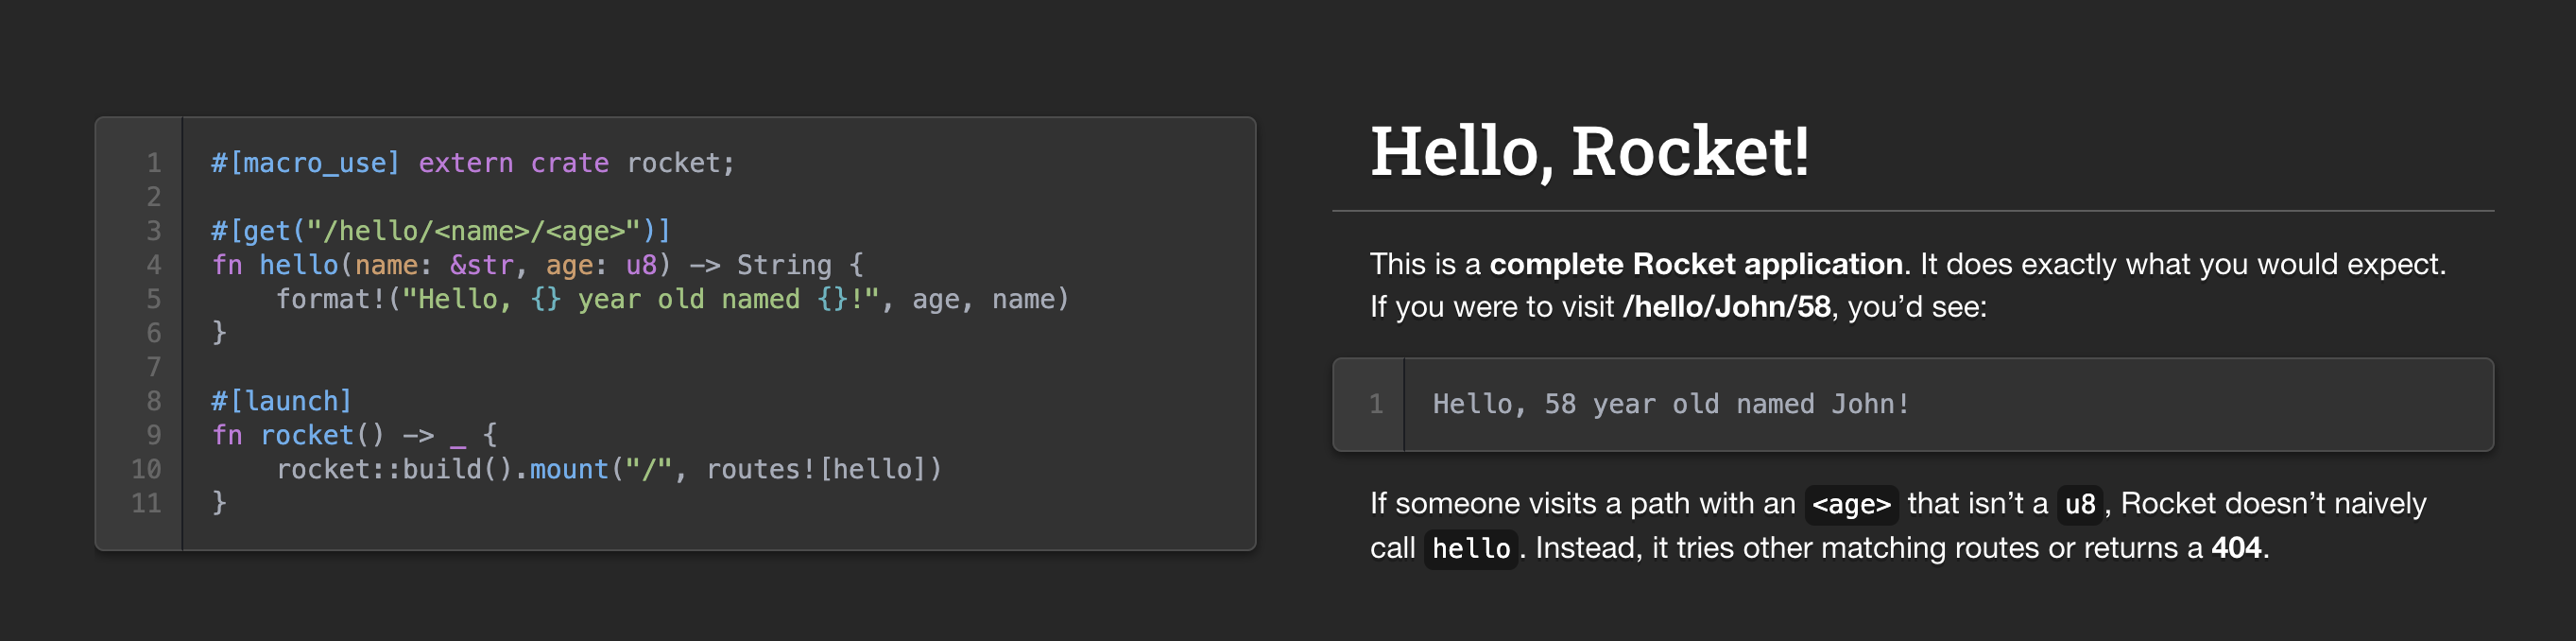 1 #[macro_use] extern crate rocket;
2
3 #[get("/hello/<name>/<age>")]
4 fn hello(name: &str, age: u8) -> String {
5     format!("Hello, {} year old named {}!", age, name)
6 }
7
8 #[launch]
9 fn rocket() -> _ {
10     rocket::build().mount("/", routes![hello])
11 }
Hello, Rocket!
This is a complete Rocket application. It does exactly what you would expect.
If you were to visit /hello/John/58, you’d see:
1 Hello, 58 year old named John!
If someone visits a path with an <age> that isn’t a u8, Rocket doesn’t naively
call hello. Instead, it tries other matching routes or returns a 404.